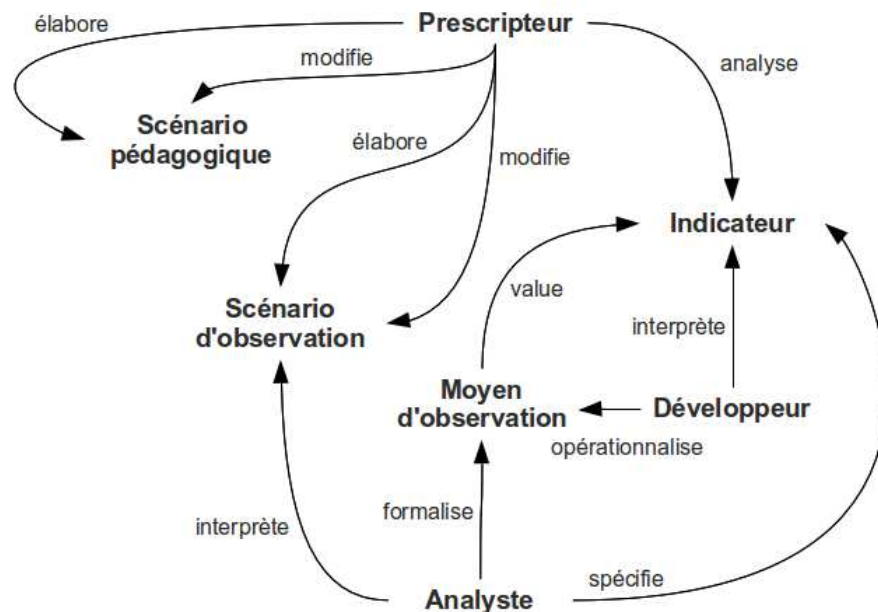 élabore
Prescripteur
modifie
analyse
Scénario
pédagogique
élabore
modifie
Indicateur
Scénario
d'observation
value
interprète
Moyen
d'observation
Développeur
opérationnalise
interprète
formalise
Analyste
spécifie